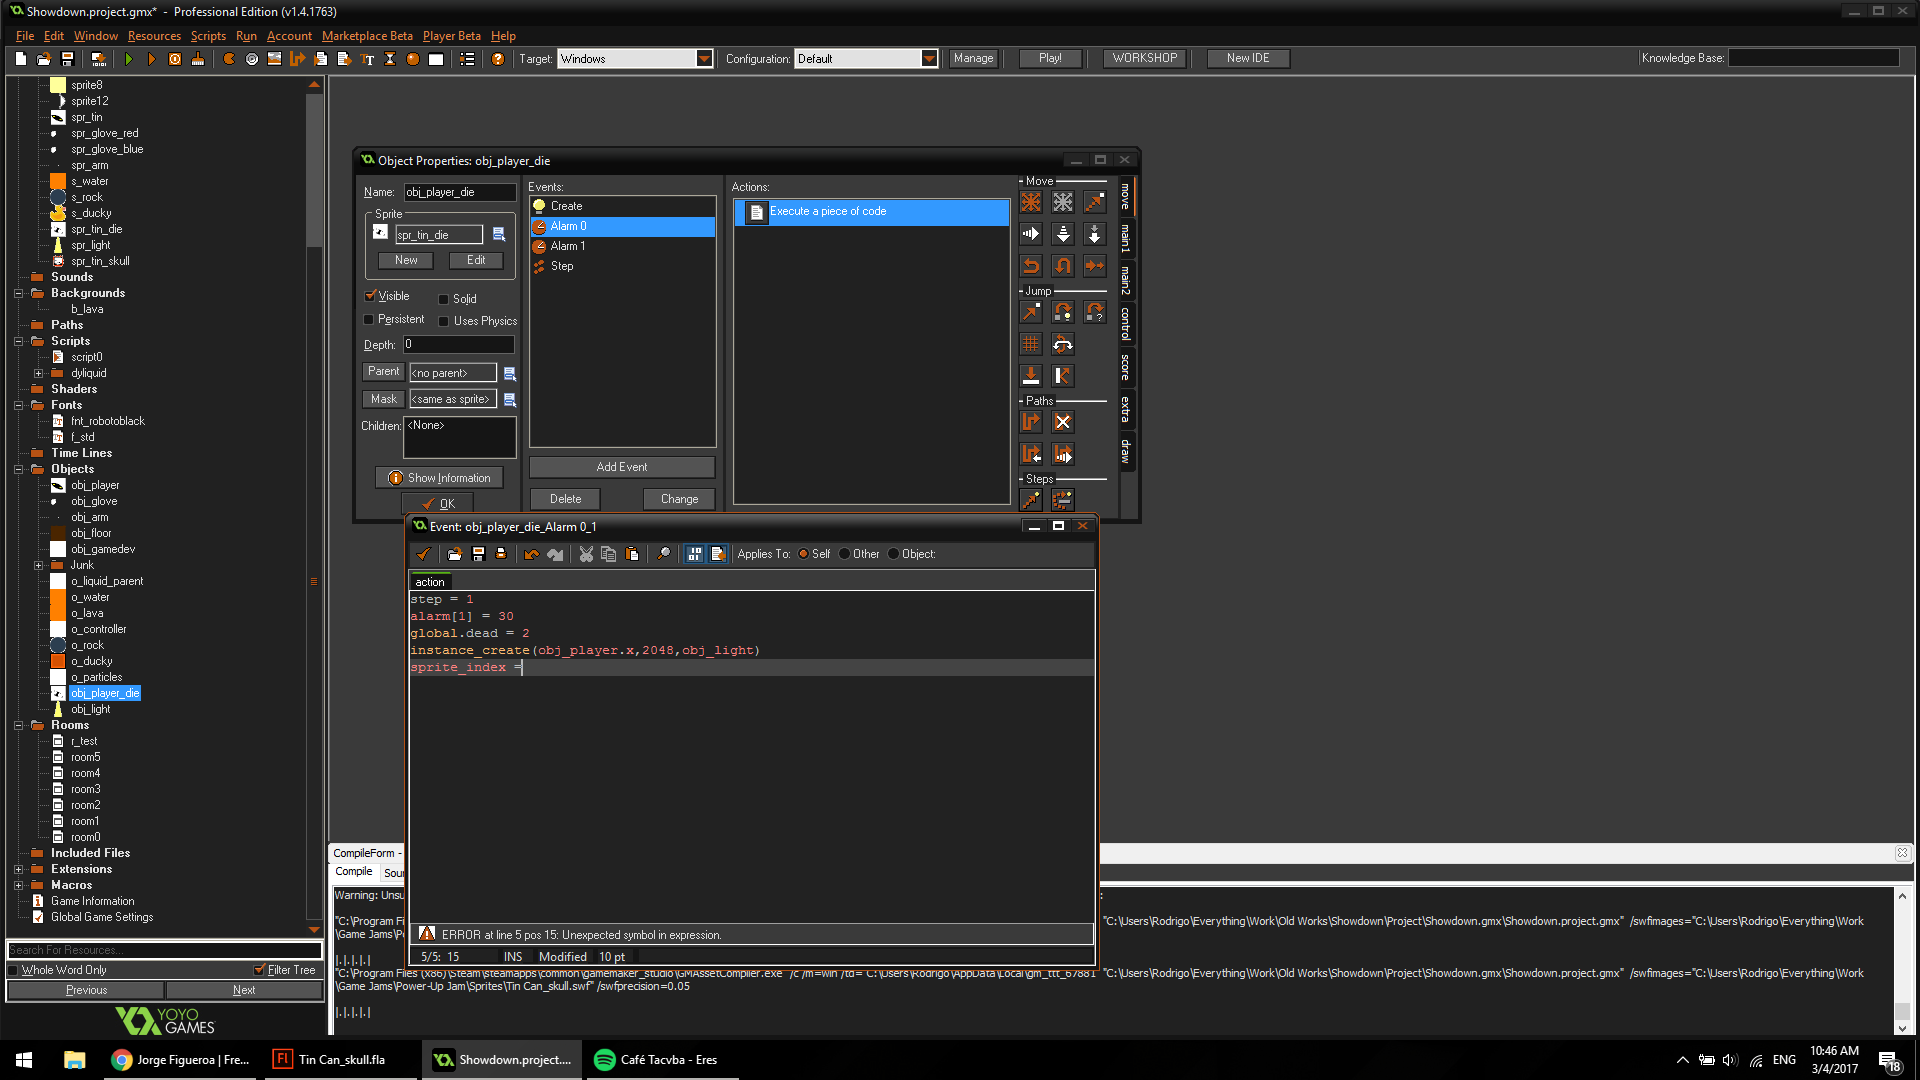 Showdown.project.gmx* - Professional Edition (v1.4.1763)
File Edit Window Resources Scripts Run Account Marketplace Beta Player Beta Help
Target: Windows Configuration: Default Manage Play! WORKSHOP New IDE Knowledge Base:
sprite8
sprite12
spr_tin
spr_glove_red
spr_glove_blue
spr_arm
s_water
s_rock
s_ducky
spr_tin_die
spr_light
spr_tin_skull
Sounds
Backgrounds
b_lava
Paths
Scripts
script0
dyliquid
Shaders
Fonts
fnt_robotoblack
f_std
Time Lines
Objects
obj_player
obj_glove
obj_arm
obj_floor
obj_gamedev
Junk
o_liquid_parent
o_water
o_lava
o_controller
o_rock
o_ducky
o_particles
obj_player_die
obj_light
Rooms
r_test
room5
room4
room3
room2
room1
room0
Included Files
Extensions
Macros
Game Information
Global Game Settings
Search For Resources...
Whole Word Only Filter Tree
Previous Next
YOYO
GAMES
Object Properties: obj_player_die
Name: obj_player_die
Sprite
spr_tin_die
New Edit
Visible Solid
Persistent Uses Physics
Depth: 0
Parent <no parent>
Mask <same as sprite>
Children: <None>
Show Information
OK
Events:
Create
Alarm 0
Alarm 1
Step
Add Event
Delete Change
Actions:
Execute a piece of code
Move
Jump
Paths
Steps
move
main1
main2
control
score
extra
draw
Event: obj_player_die_Alarm 0_1
Applies To: Self Other Object:
action
step = 1
alarm[1] = 30
global.dead = 2
instance_create(obj_player.x,2048,obj_light)
sprite_index =
ERROR at line 5 pos 15: Unexpected symbol in expression.
5/5: 15 INS Modified 10 pt
CompileForm -
Compile Sour
Warning: Unsu :
"C:\Program Fi "C:\Users\Rodrigo\Everything\Work\Old Works\Showdown\Project\Showdown.gmx\Showdown.project.gmx" /swfimages="C:\Users\Rodrigo\Everything\Work
\Game Jams\Po
|.|.|.|.|
"C:\Program Files (x86)\Steam\steamapps\common\gamemaker_studio\GMAssetCompiler.exe" /c /m=win /td="C:\Users\Rodrigo\AppData\Local\gm_ttt_67881" "C:\Users\Rodrigo\Everything\Work\Old Works\Showdown\Project\Showdown.gmx\Showdown.project.gmx" /swfimages="C:\Users\Rodrigo\Everything\Work
\Game Jams\Power-Up Jam\Sprites\Tin Can_skull.swf" /swfprecision=0.05
|.|.|.|.|
Jorge Figueroa | Fre... Tin Can_skull.fla Showdown.project.... Café Tacvba - Eres ENG 10:46 AM
3/4/2017 18